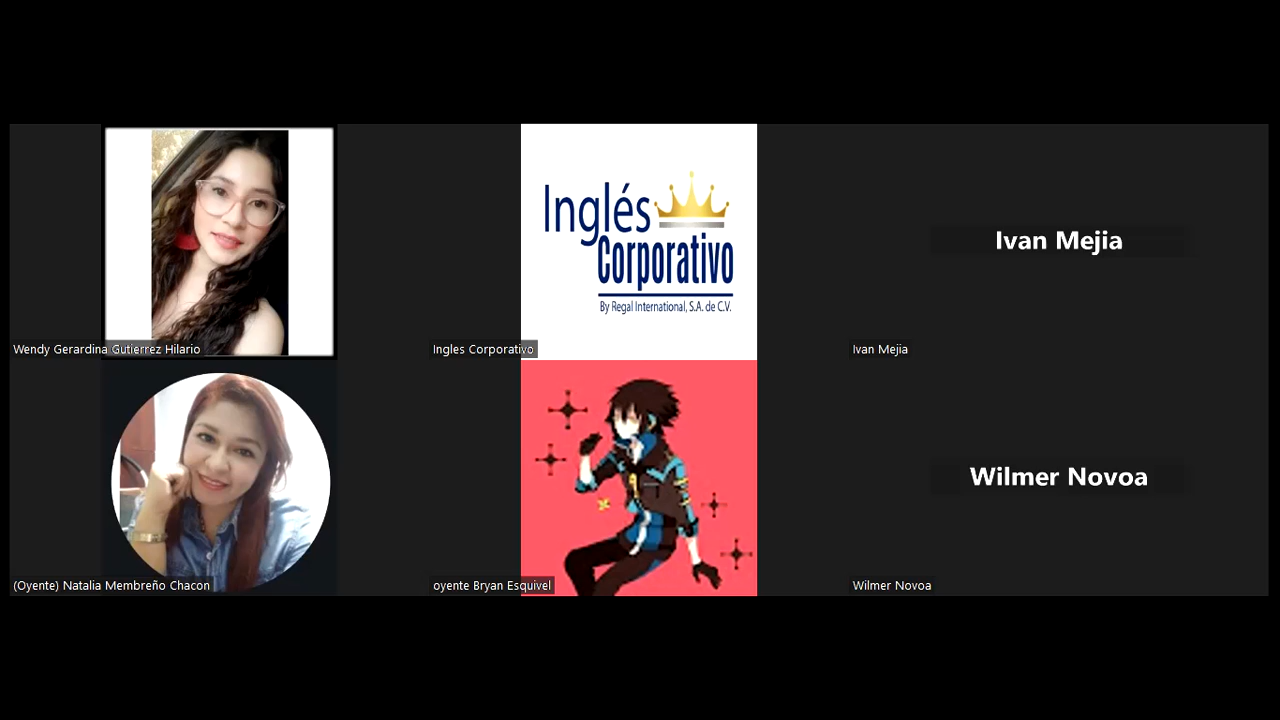 Inglés
Corporativo
By Regal International, S.A. de C.V.
Ivan Mejia
Wendy Gerardina Gutierrez Hilario
Ingles Corporativo
Ivan Mejia
Wilmer Novoa
(Oyente) Natalia Membreño Chacon
oyente Bryan Esquivel
Wilmer Novoa